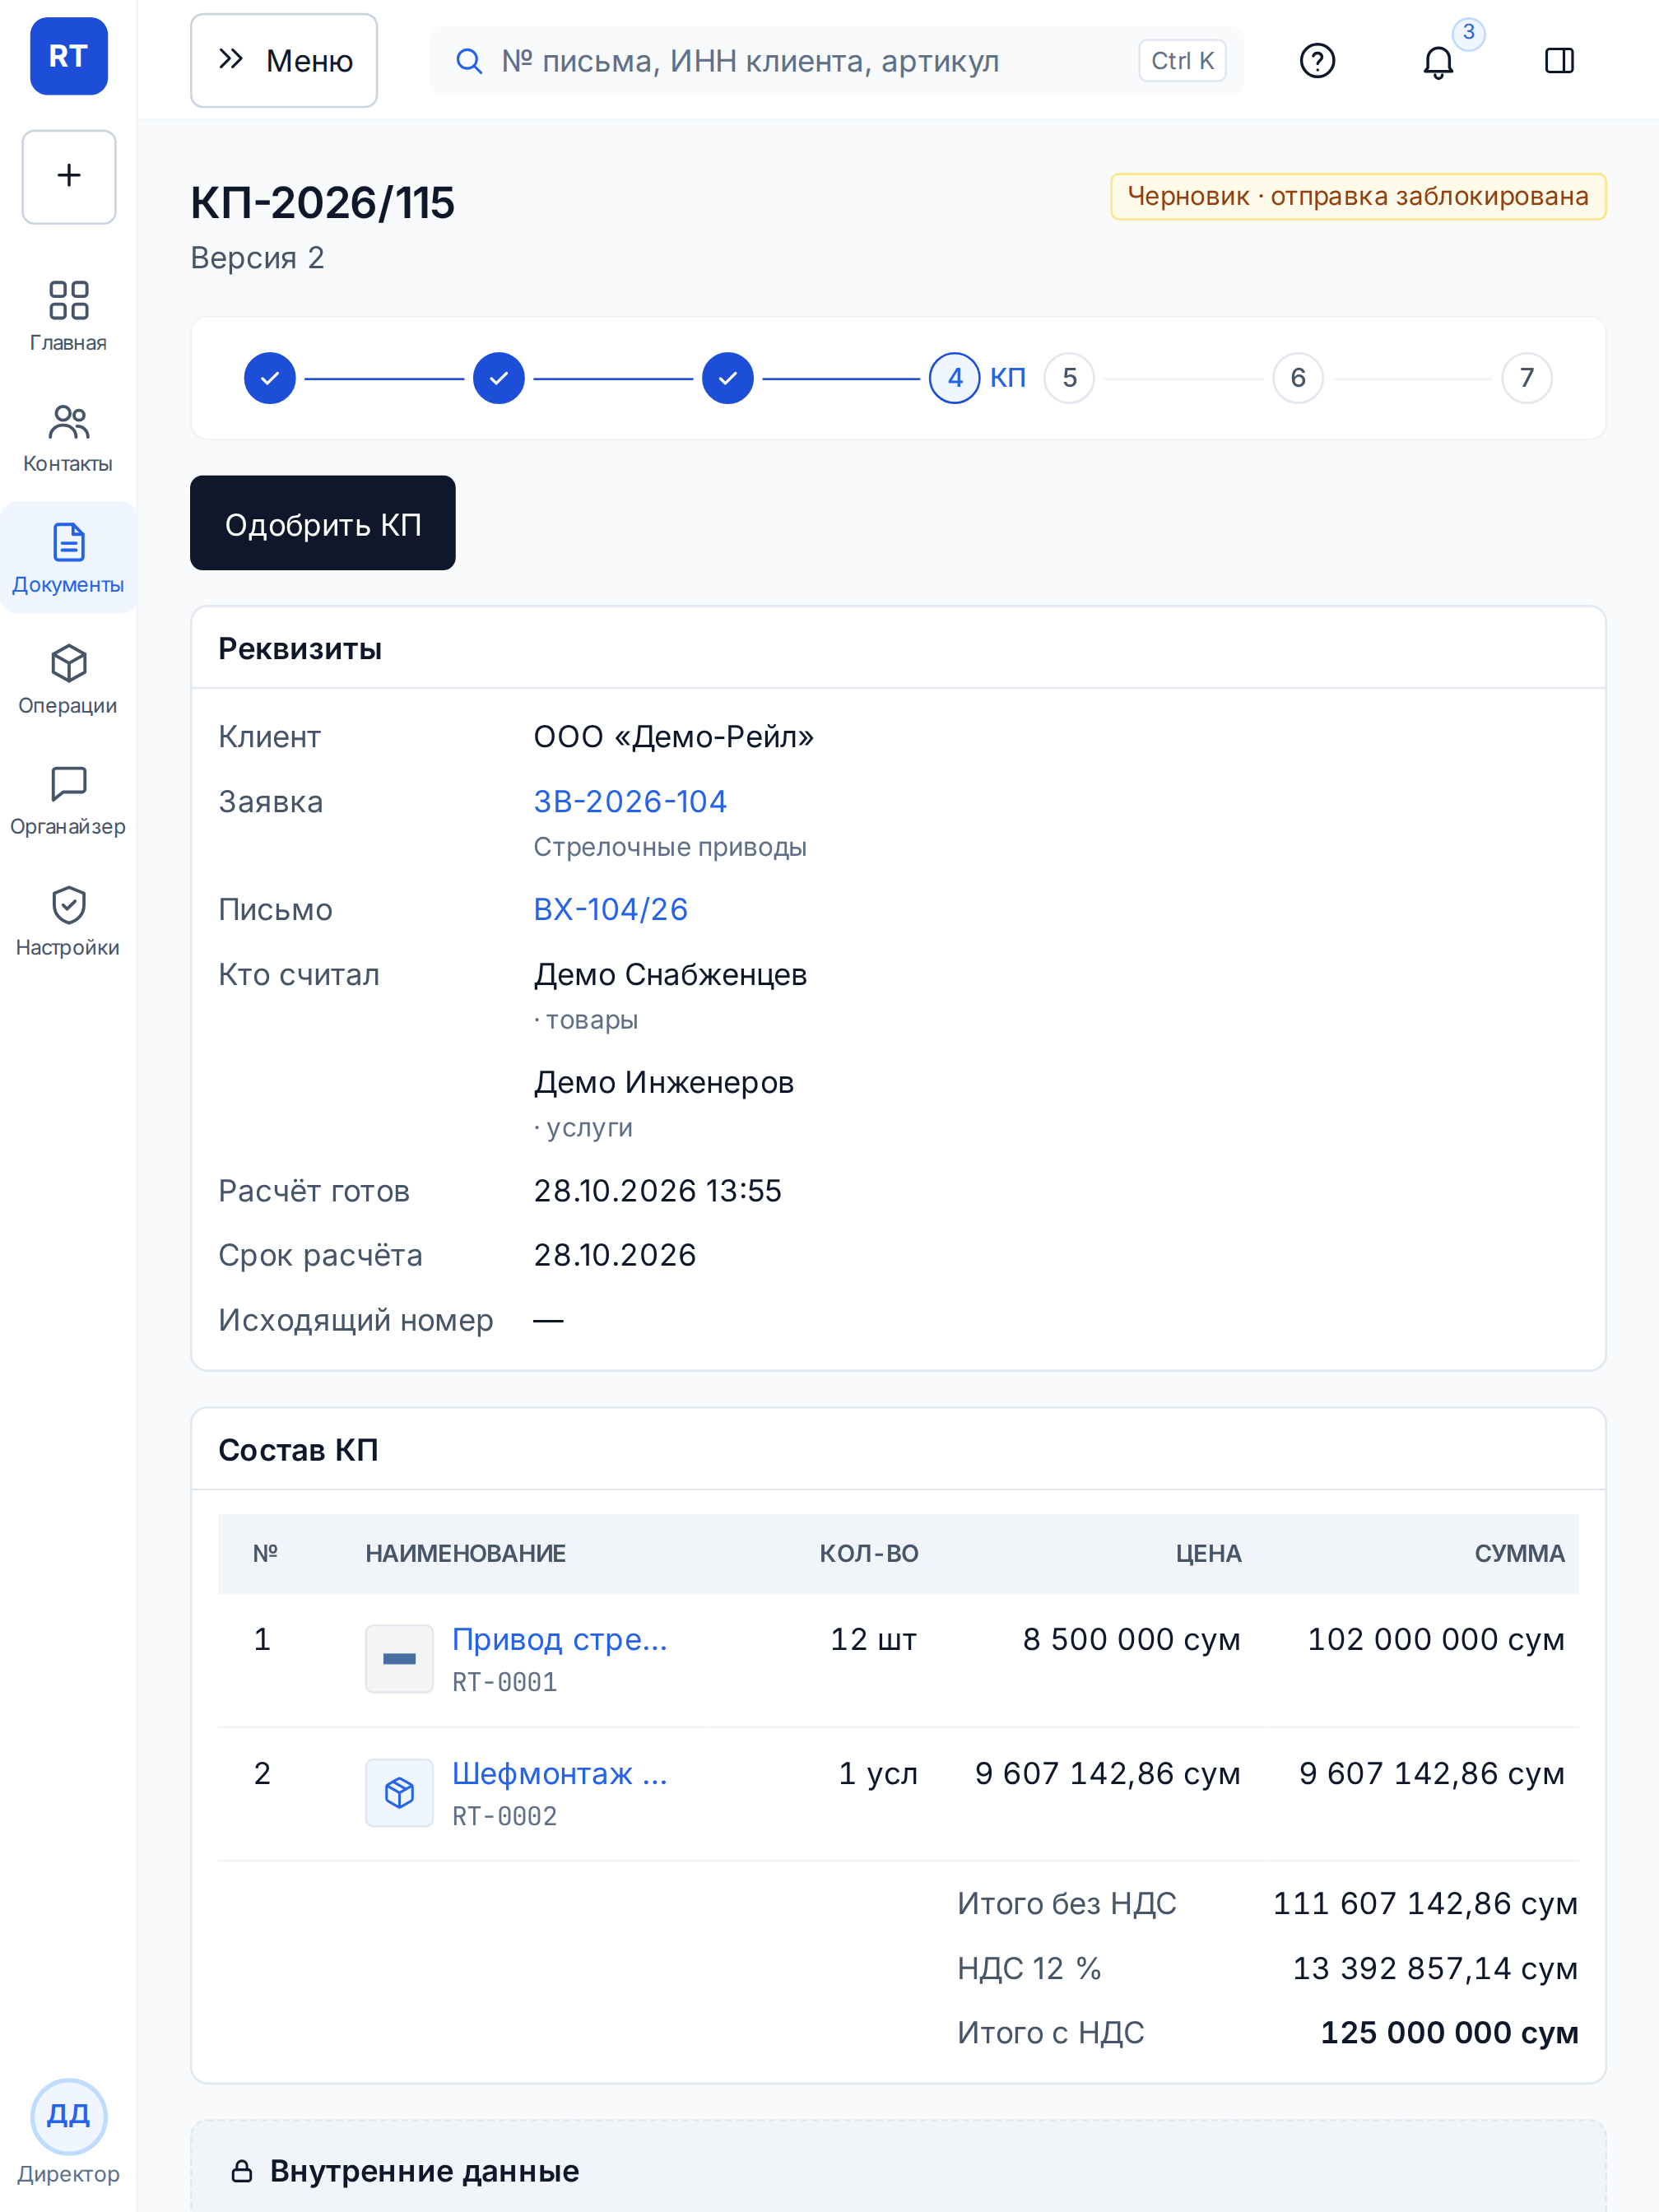 RT
Меню
№ письма, ИНН клиента, артикул
Ctrl K
3
Главная
Контакты
Документы
Операции
Органайзер
Настройки
ДД
Директор
КП-2026/115
Черновик · отправка заблокирована
Версия 2
4 КП 5 6 7
Одобрить КП
Реквизиты
Клиент ООО «Демо-Рейл»
Заявка ЗВ-2026-104
Стрелочные приводы
Письмо ВХ-104/26
Кто считал Демо Снабженцев
· товары
Демо Инженеров
· услуги
Расчёт готов 28.10.2026 13:55
Срок расчёта 28.10.2026
Исходящий номер —
Состав КП
№ НАИМЕНОВАНИЕ КОЛ-ВО ЦЕНА СУММА
1 Привод стре... 12 шт 8 500 000 сум 102 000 000 сум
RT-0001
2 Шефмонтаж ... 1 усл 9 607 142,86 сум 9 607 142,86 сум
RT-0002
Итого без НДС 111 607 142,86 сум
НДС 12 % 13 392 857,14 сум
Итого с НДС 125 000 000 сум
Внутренние данные